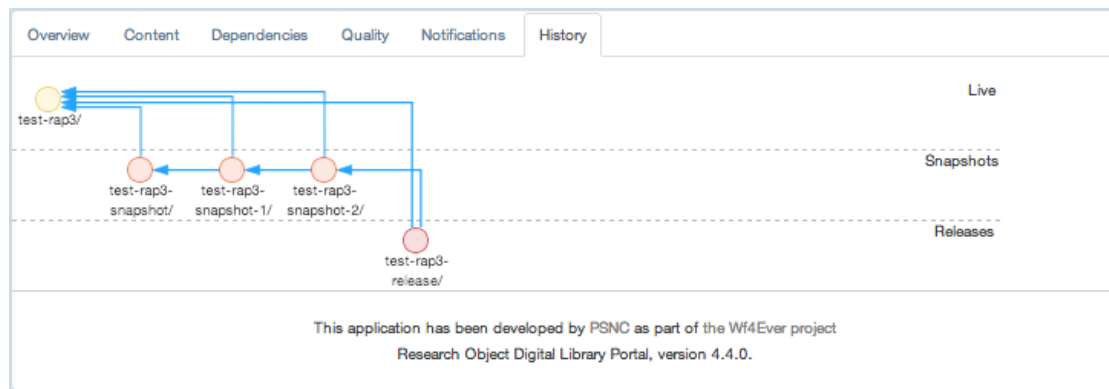 Overview Content Dependencies Quality Notifications History
Live
test-rap3/
Snapshots
test-rap3-
snapshot/
test-rap3-
snapshot-1/
test-rap3-
snapshot-2/
Releases
test-rap3-
release/
This application has been developed by PSNC as part of the Wf4Ever project
Research Object Digital Library Portal, version 4.4.0.